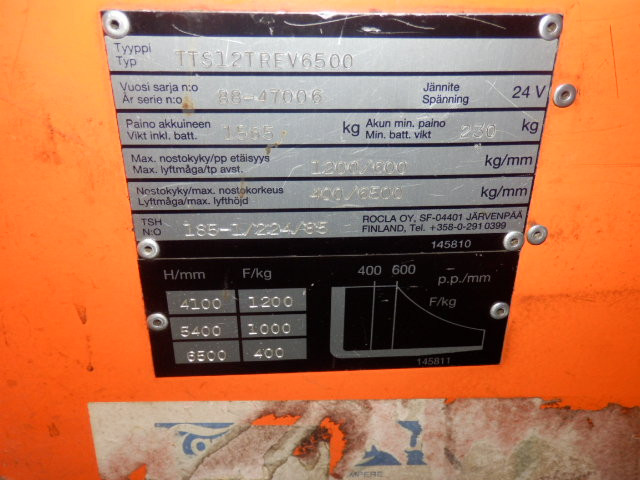 Tyyppi
Typ TTS12TREV6500
Vuosi sarja n:o
År serie n:o 88-47006 Jännite
Spänning 24 V
Paino akkuineen
Vikt inkl. batt. 1585 kg Akun min. paino
Min. batt. vikt 230 kg
Max. nostokyky/pp etäisyys
Max. lyftmåga/tp avst. 1200/600 kg/mm
Nostokyky/max. nostokorkeus
Lyftmåga/max. lyfthöjd 400/6500 kg/mm
TSH
N:O 185-1/224/85 ROCLA OY, SF-04401 JÄRVENPÄÄ
FINLAND, Tel. +358-0-2910399
145810
H/mm F/kg
4100 1200
5400 1000
6500 400
400 600 p.p./mm
F/kg
145811